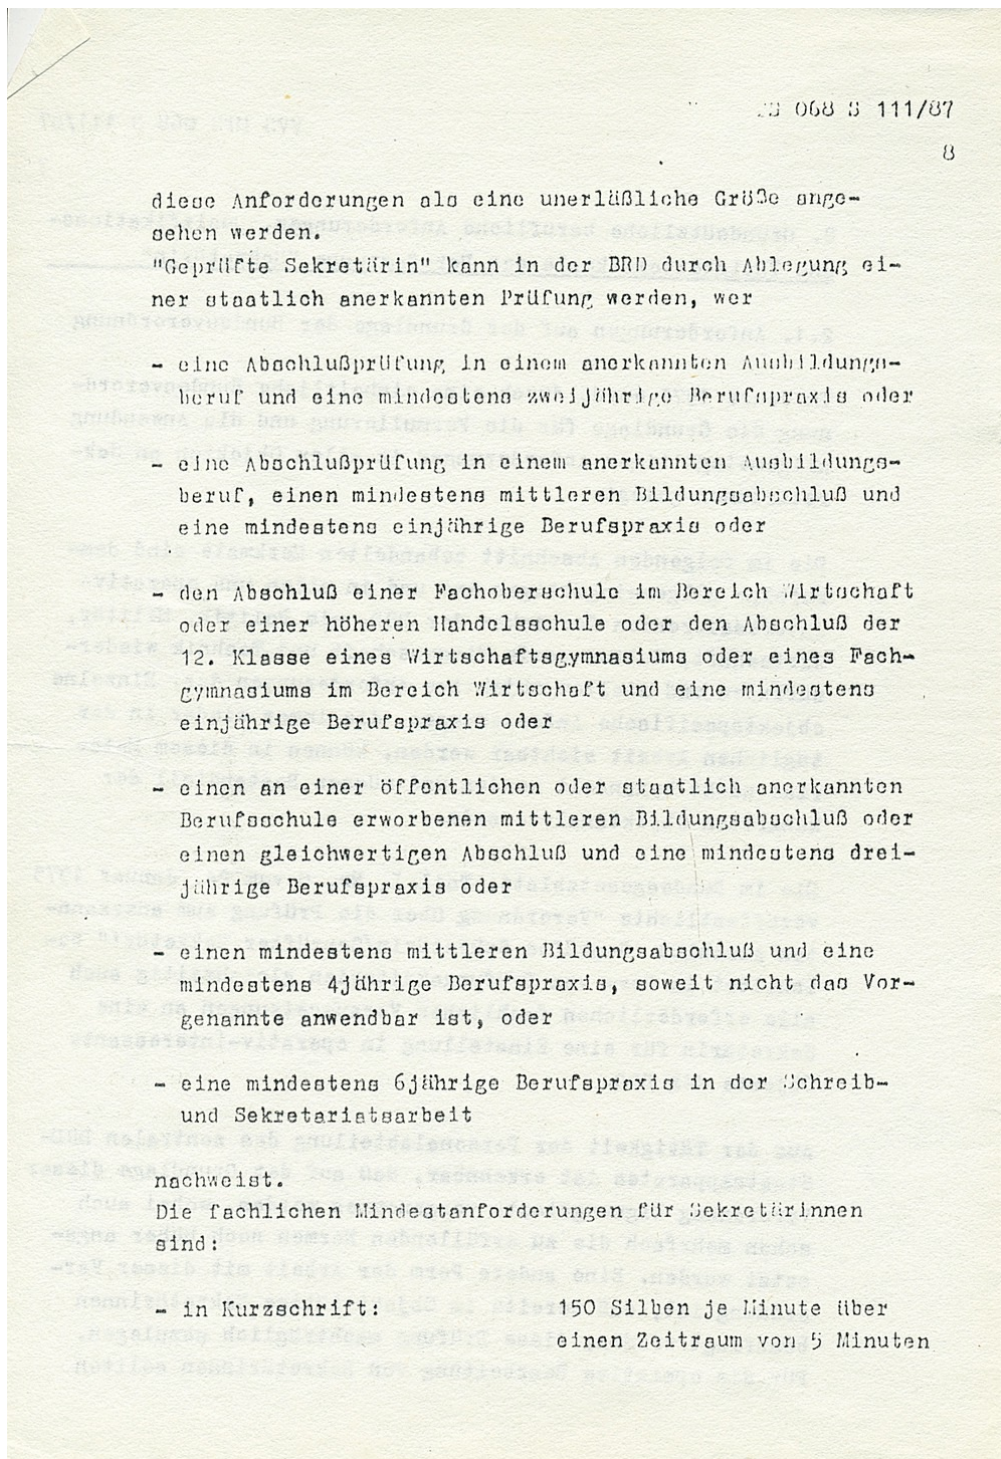 068 S 111/87
8
diese Anforderungen als eine unerläßliche Größe ange-
sehen werden.
"Geprüfte Sekretärin" kann in der BRD durch Ablegung ei-
ner staatlich anerkannten Prüfung werden, wer
- eine Abschlußprüfung in einem anerkannten Ausbildungs-
beruf und eine mindestens zweijährige Berufspraxis oder
- eine Abschlußprüfung in einem anerkannten Ausbildungs-
beruf, einen mindestens mittleren Bildungsabschluß und
eine mindestens einjährige Berufspraxis oder
- den Abschluß einer Fachoberschule im Bereich Wirtschaft
oder einer höheren Handelsschule oder den Abschluß der
12. Klasse eines Wirtschaftsgymnasiums oder eines Fach-
gymnasiums im Bereich Wirtschaft und eine mindestens
einjährige Berufspraxis oder
- einen an einer öffentlichen oder staatlich anerkannten
Berufsschule erworbenen mittleren Bildungsabschluß oder
einen gleichwertigen Abschluß und eine mindestens drei-
jährige Berufspraxis oder
- einen mindestens mittleren Bildungsabschluß und eine
mindestens 4jährige Berufspraxis, soweit nicht das Vor-
genannte anwendbar ist, oder
- eine mindestens 6jährige Berufspraxis in der Schreib-
und Sekretariatsarbeit
nachweist.
Die fachlichen Mindestanforderungen für Sekretärinnen
sind:
- in Kurzschrift: 150 Silben je Minute über
einen Zeitraum von 5 Minuten